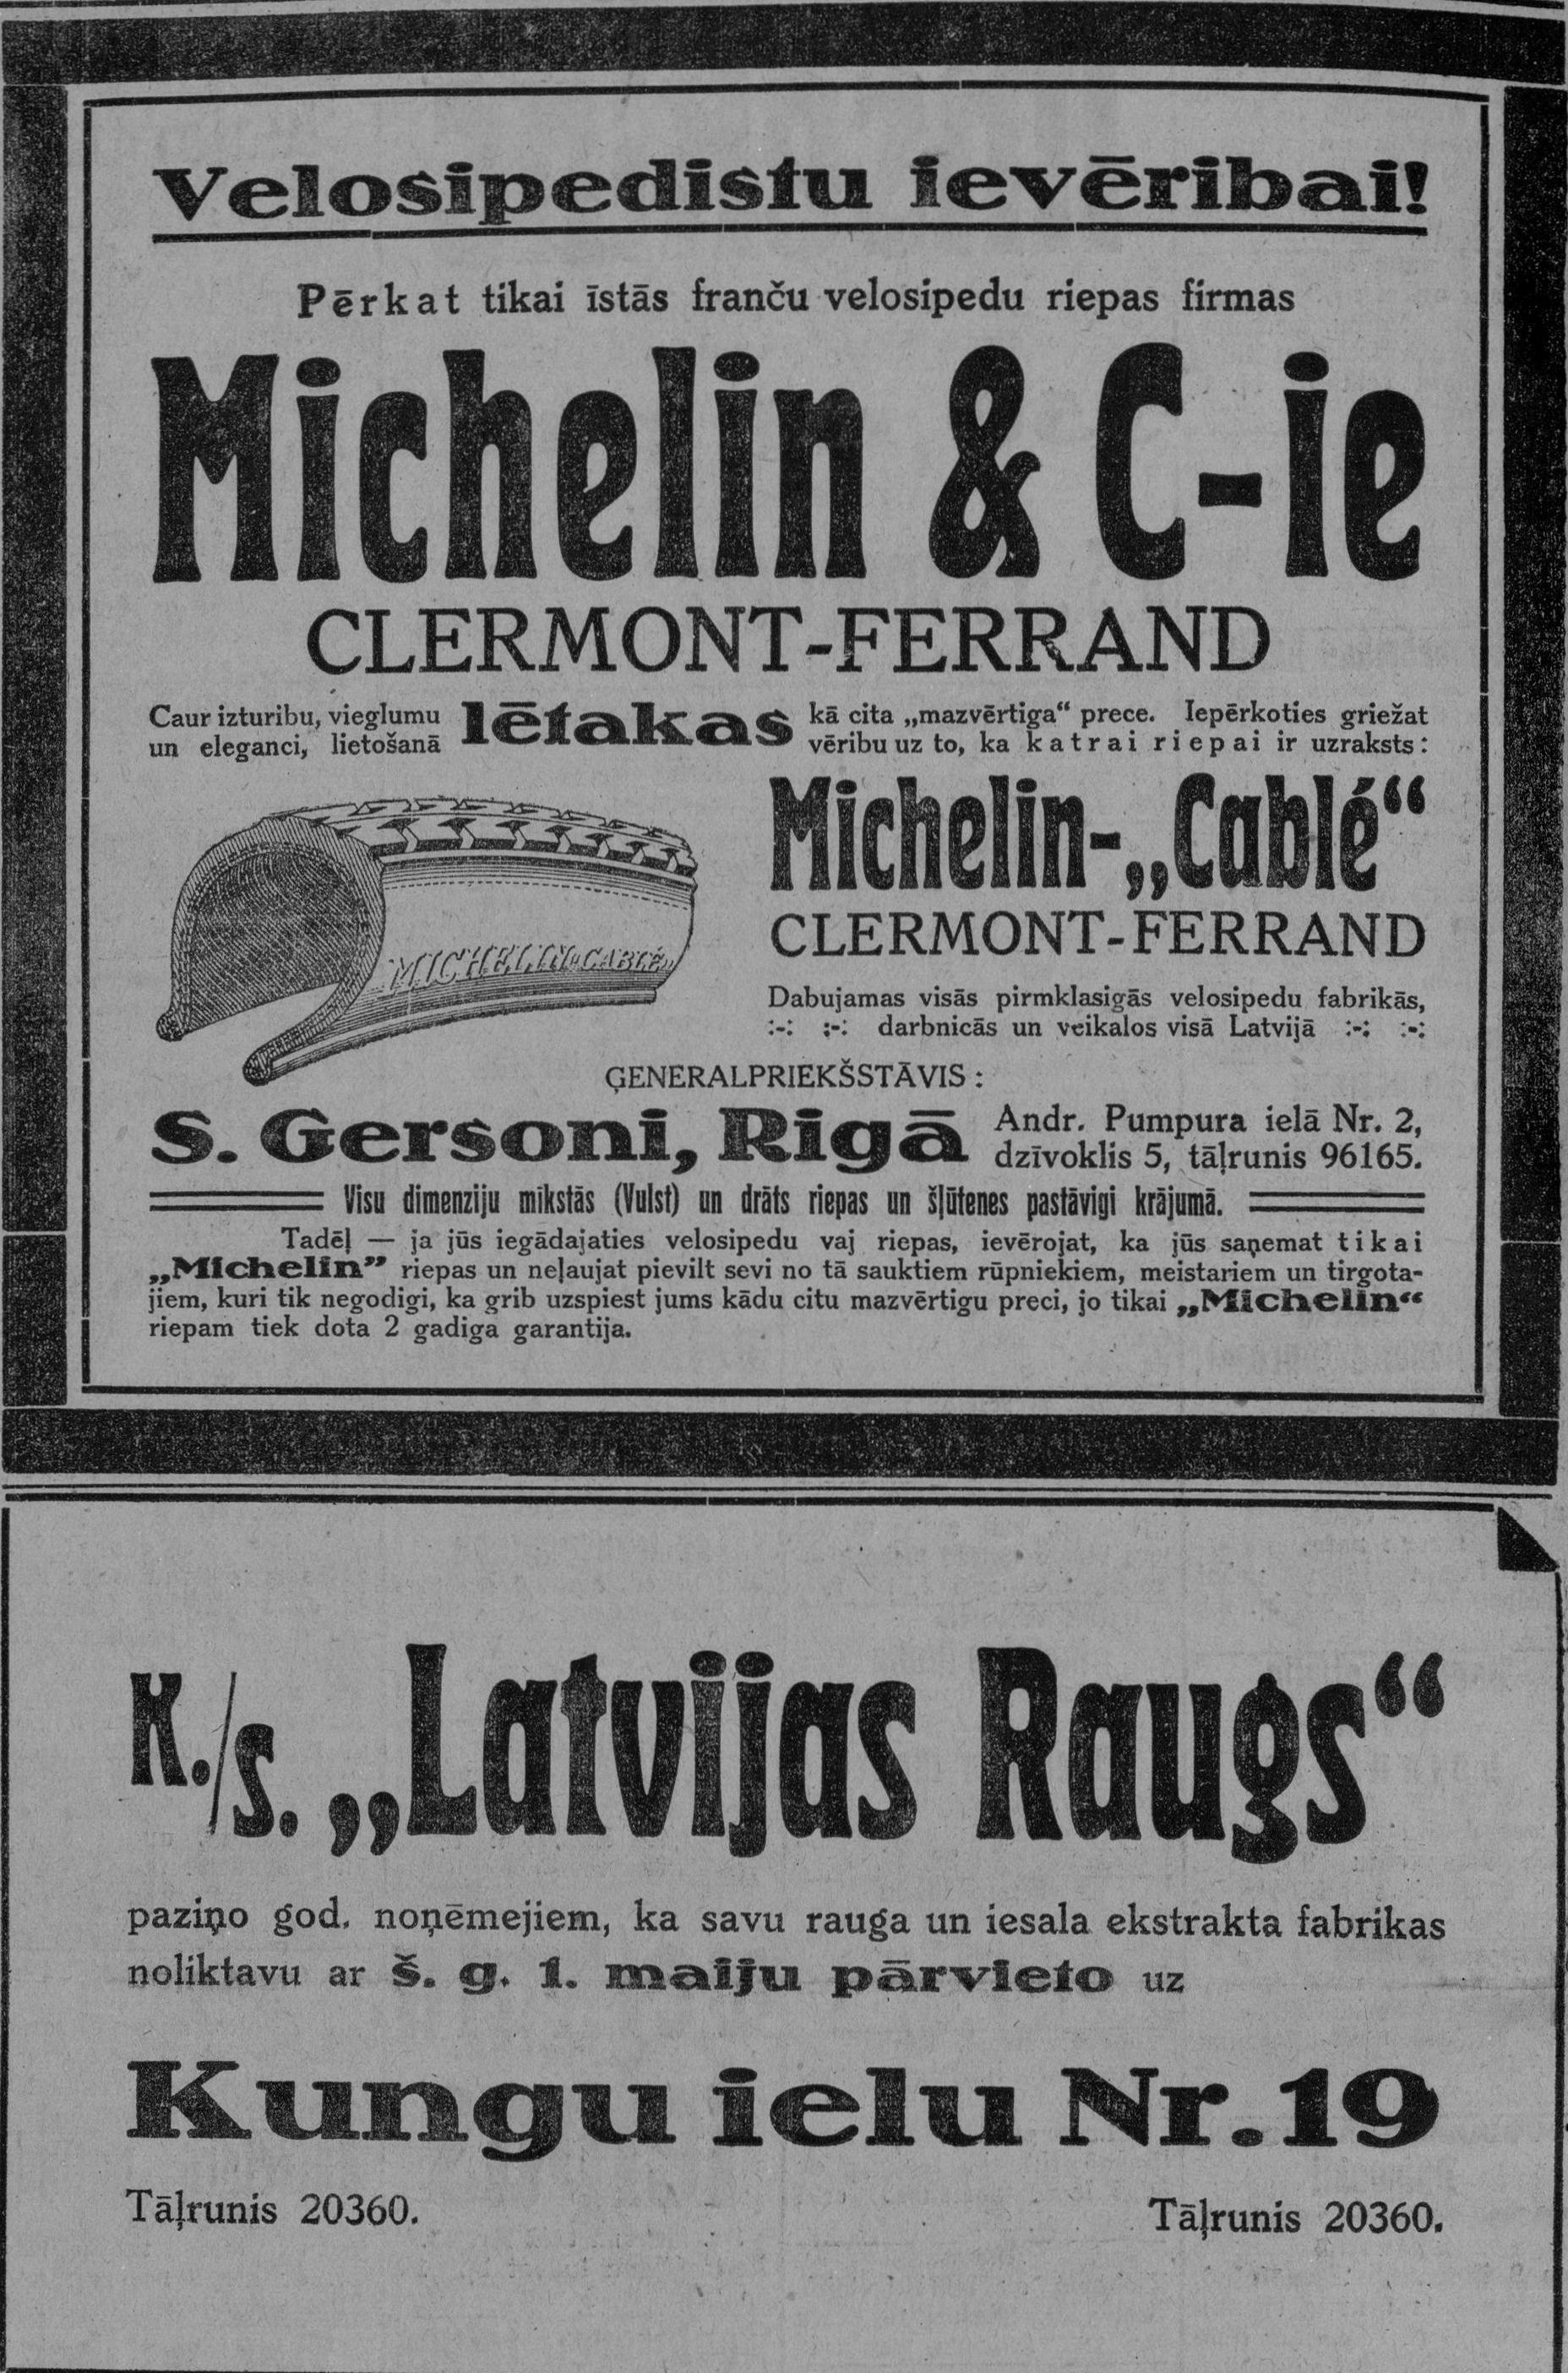 Velosipedistu ievērībai!
Pērkat tikai īstās franču velosipedu riepas firmas
Michelin & C-ie
CLERMONT-FERRAND
Caur izturibu, vieglumu
un eleganci, lietošanā
lētakas
kā cita „mazvērtiga“ prece. Iepērkoties griežat
vēribu uz to, ka katrai riepai ir uzraksts:
Michelin-„Cablé“
CLERMONT-FERRAND
MICHELIN „CABLÉ„
Dabujamas visās pirmklasigās velosipedu fabrikās,
:-: :-: darbnicās un veikalos visā Latvijā :-: :-:
ĢENERALPRIEKŠSTĀVIS:
S. Gersoni, Rigā
Andr. Pumpura ielā Nr. 2,
dzīvoklis 5, tāļrunis 96165.
Visu dimenziju mikstās (Vulst) un drāts riepas un šļūtenes pastāvigi krājumā.
Tadēļ — ja jūs iegādajaties velosipedu vaj riepas, ievērojat, ka jūs saņemat tikai
„Michelin” riepas un neļaujat pievilt sevi no tā sauktiem rūpniekiem, meistariem un tirgota-
jiem, kuri tik negodigi, ka grib uzspiest jums kādu citu mazvērtigu preci, jo tikai „Michelin“
riepam tiek dota 2 gadiga garantija.
K./s. „Latvijas Raugs“
paziņo god. noņēmejiem, ka savu rauga un iesala ekstrakta fabrikas
noliktavu ar š. g. 1. maiju pārvieto uz
Kungu ielu Nr. 19
Tāļrunis 20360.
Tāļrunis 20360.